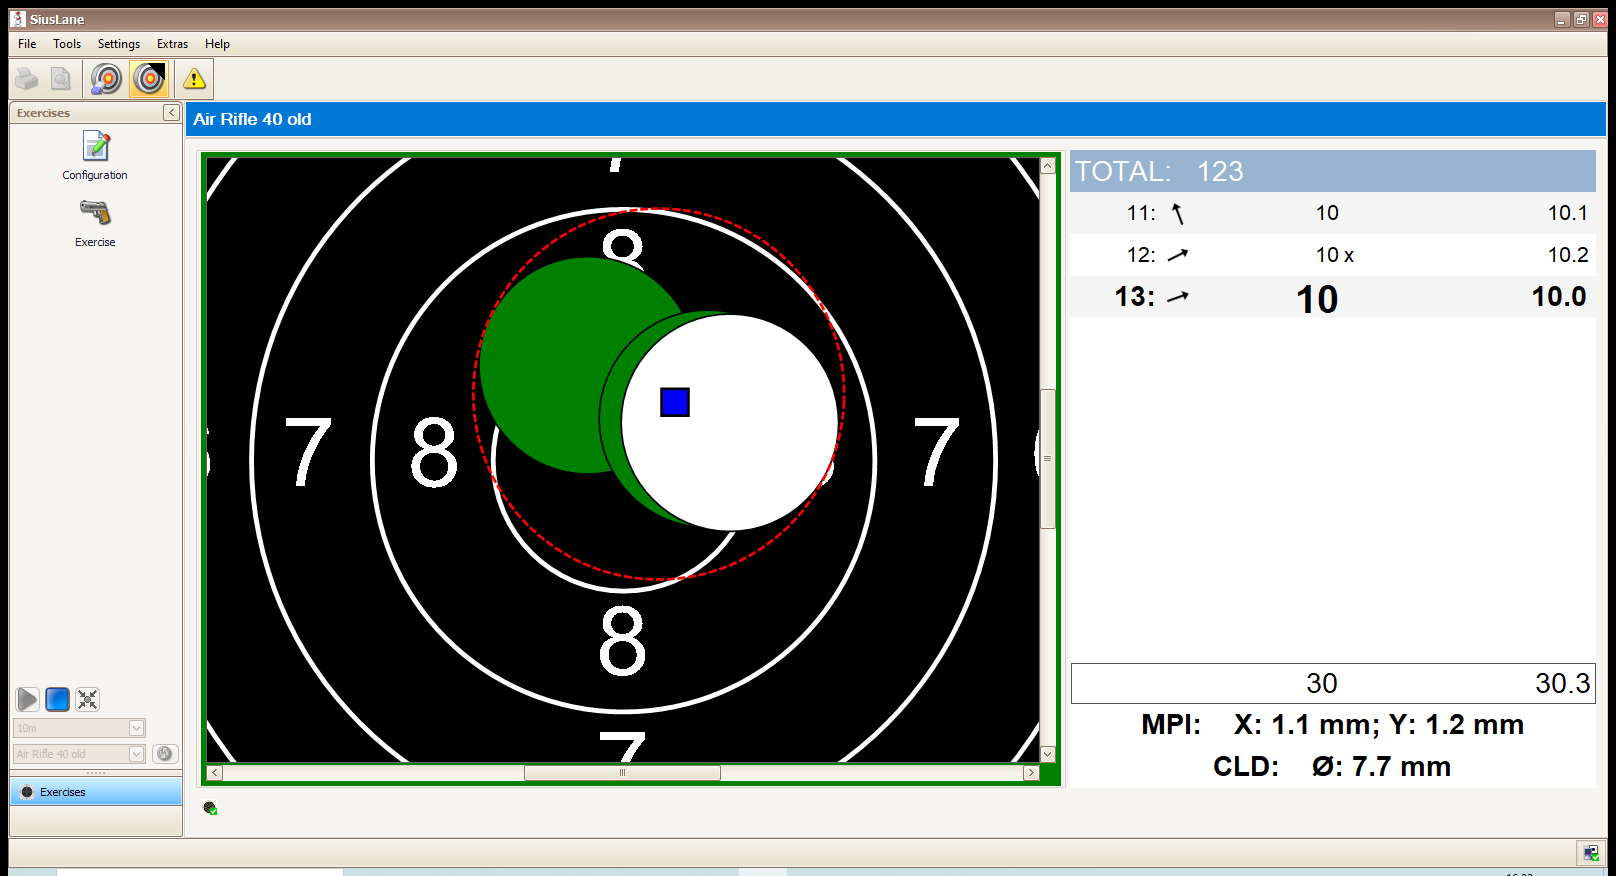 SiusLane
File Tools Settings Extras Help
Exercises
Configuration
Exercise
10m
Air Rifle 40 old
Exercises
Air Rifle 40 old
8
7 8 7
8
7
TOTAL: 123
11: 10 10.1
12: 10 x 10.2
13: 10 10.0
30 30.3
MPI: X: 1.1 mm; Y: 1.2 mm
CLD: Ø: 7.7 mm